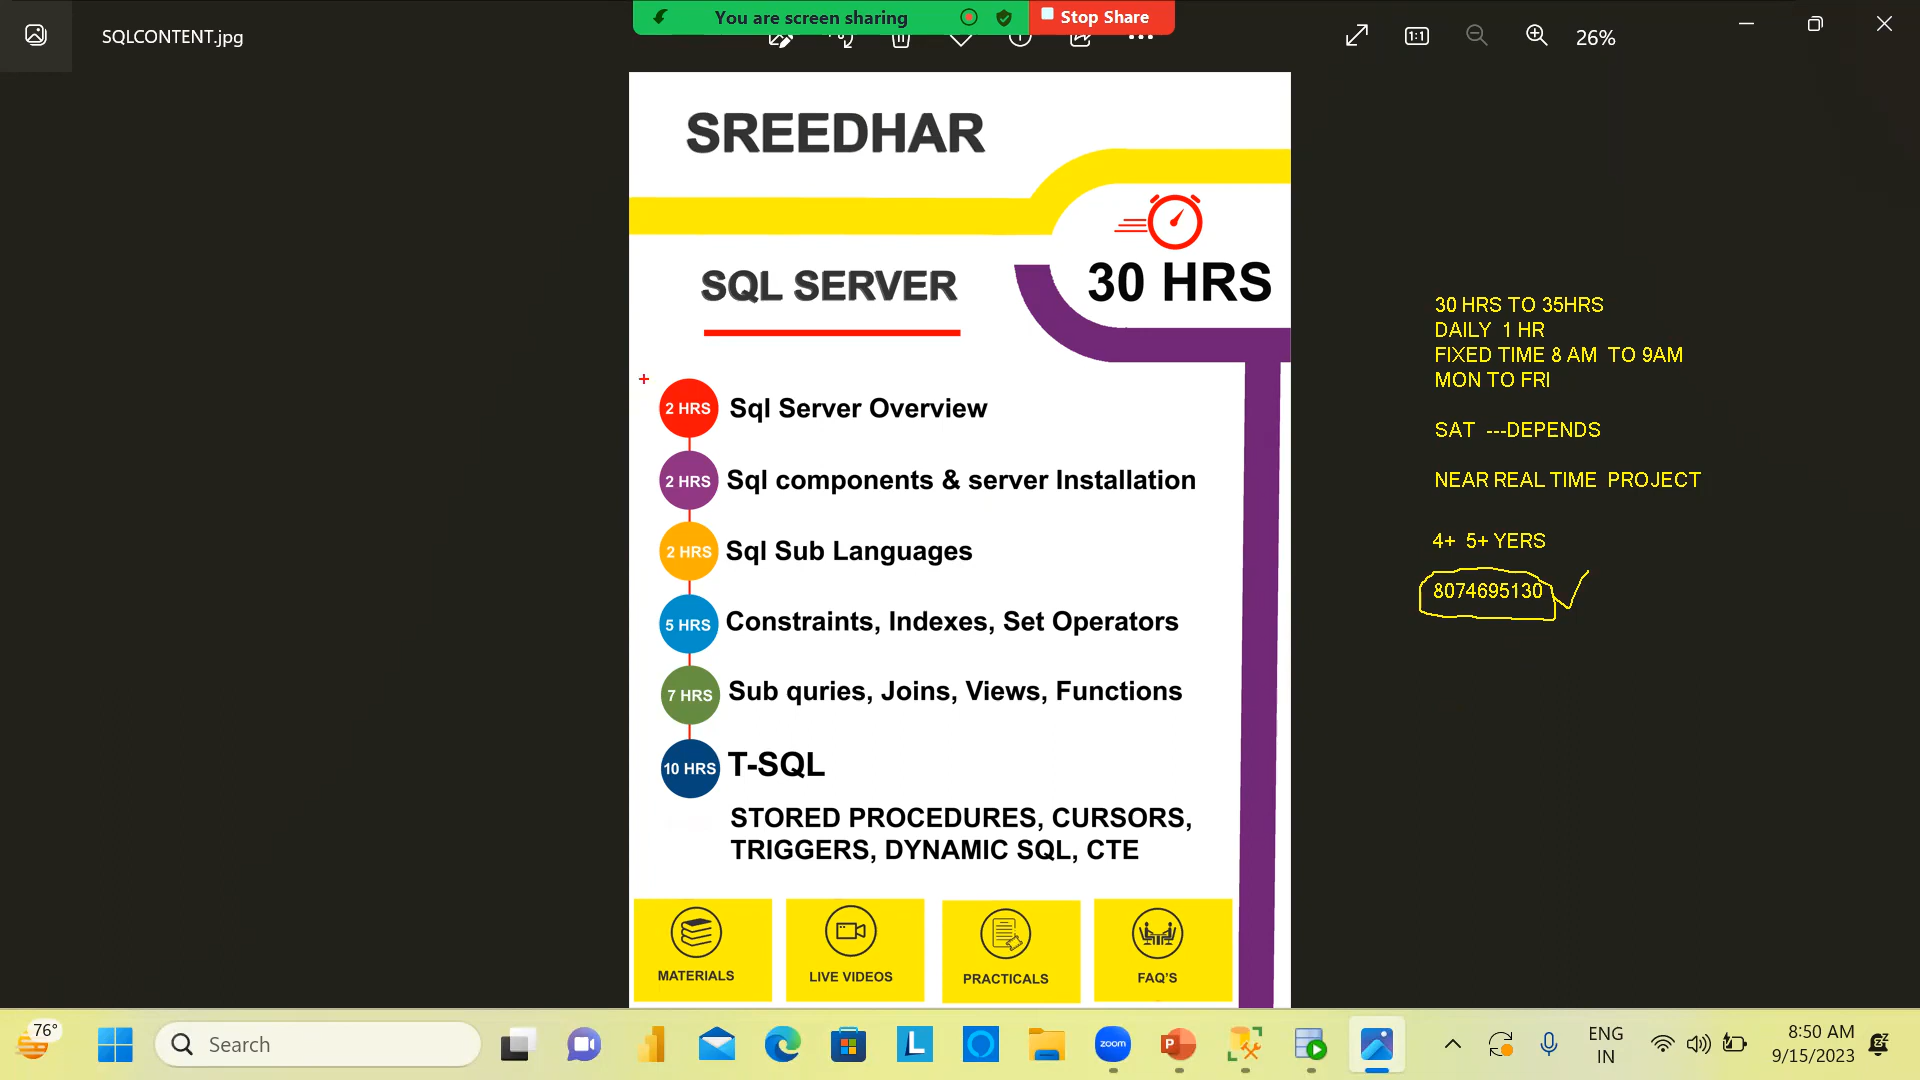 SQLCONTENT.jpg
You are screen sharing
Stop Share
1:1
26%
SREEDHAR
SQL SERVER
30 HRS
2 HRS Sql Server Overview
2 HRS Sql components & server Installation
2 HRS Sql Sub Languages
5 HRS Constraints, Indexes, Set Operators
7 HRS Sub quries, Joins, Views, Functions
10 HRS T-SQL
STORED PROCEDURES, CURSORS,
TRIGGERS, DYNAMIC SQL, CTE
MATERIALS
LIVE VIDEOS
PRACTICALS
FAQ'S
30 HRS TO 35HRS
DAILY 1 HR
FIXED TIME 8 AM TO 9AM
MON TO FRI
SAT ---DEPENDS
NEAR REAL TIME PROJECT
4+ 5+ YERS
8074695130
76°
Search
L
zoom
P
ENG
IN
8:50 AM
9/15/2023